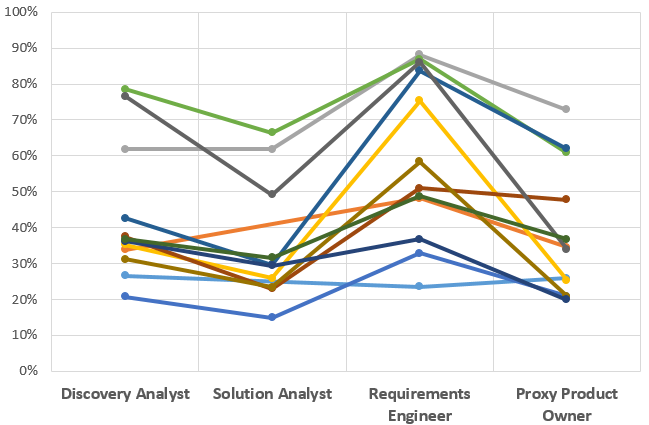 100%
90%
80%
70%
60%
50%
40%
30%
20%
10%
0%
Discovery Analyst
Solution Analyst
Requirements
Engineer
Proxy Product
Owner